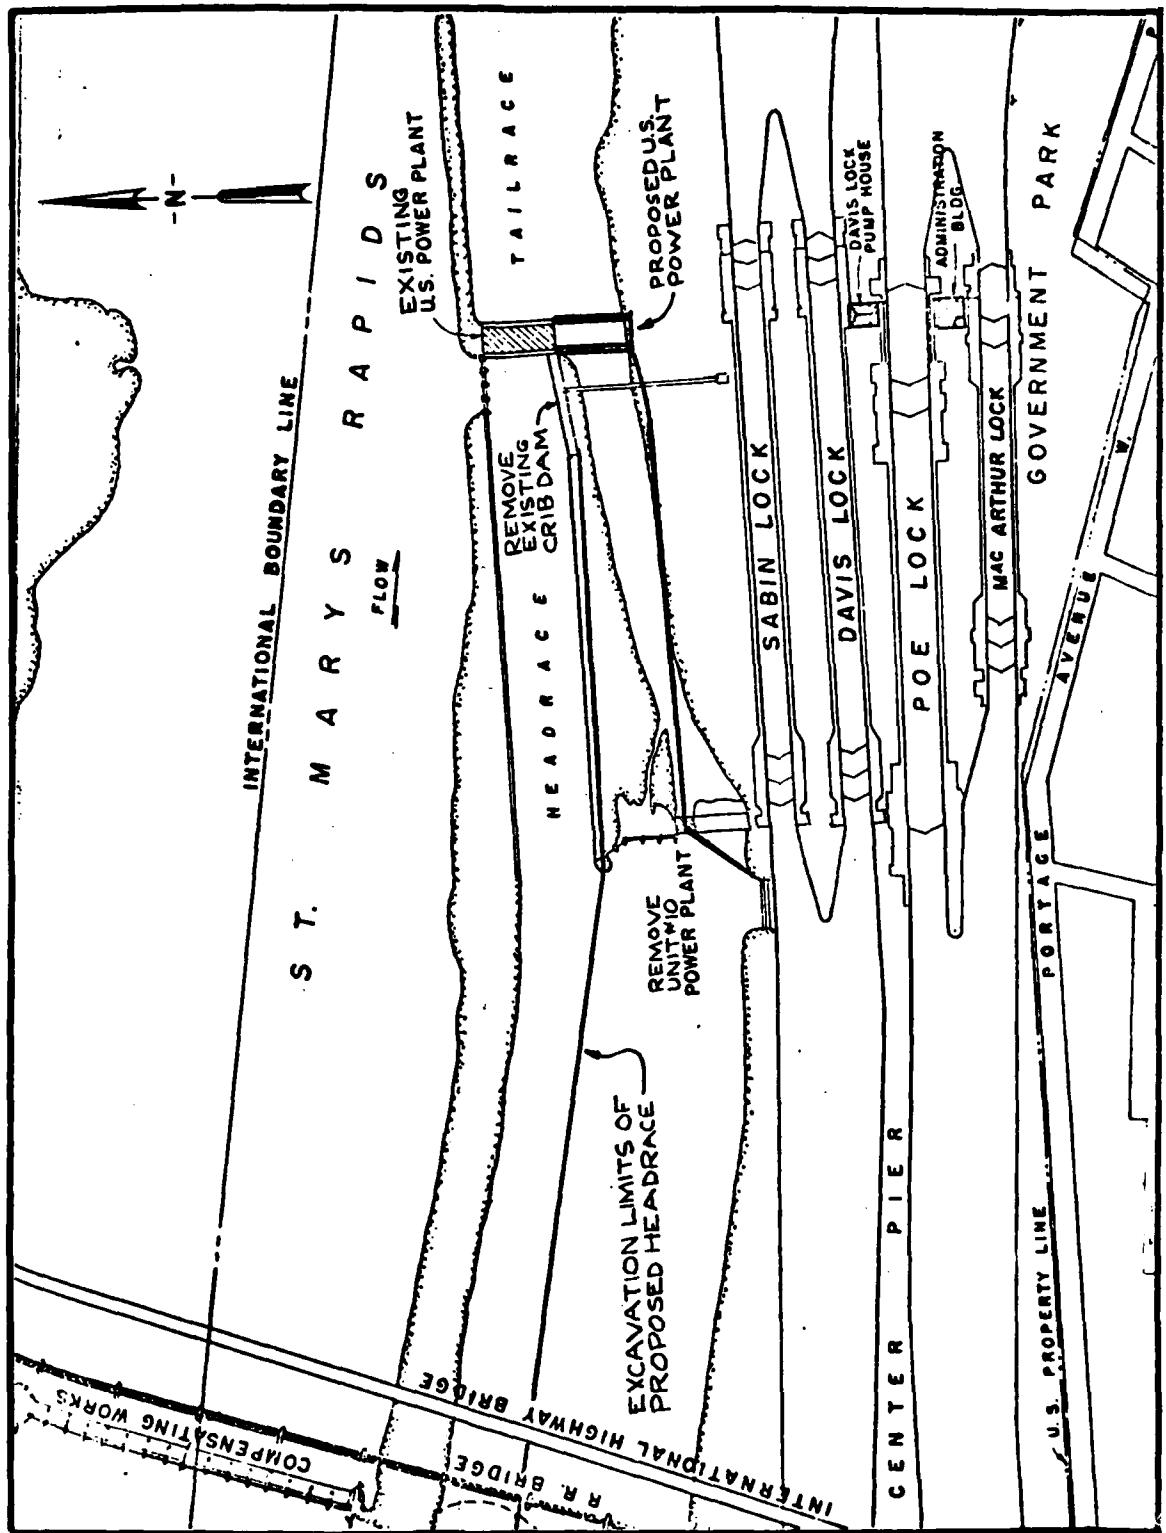 INTERNATIONAL BOUNDARY LINE
ST. MARYS RAPIDS
FLOW
-N-
EXISTING
U.S. POWER PLANT
TAILRACE
PROPOSED U.S.
POWER PLANT
REMOVE
EXISTING
CRIB DAM
HEADRACE
REMOVE
UNIT #10
POWER PLANT
EXCAVATION LIMITS OF
PROPOSED HEADRACE
COMPENSATING WORKS
R.R. BRIDGE
INTERNATIONAL HIGHWAY BRIDGE
SABIN LOCK
DAVIS LOCK
DAVIS LOCK
PUMP HOUSE
POE LOCK
ADMINISTRATION
BLDG.
MAC ARTHUR LOCK
GOVERNMENT PARK
CENTER PIER
U.S. PROPERTY LINE
PORTAGE AVENUE W.
P